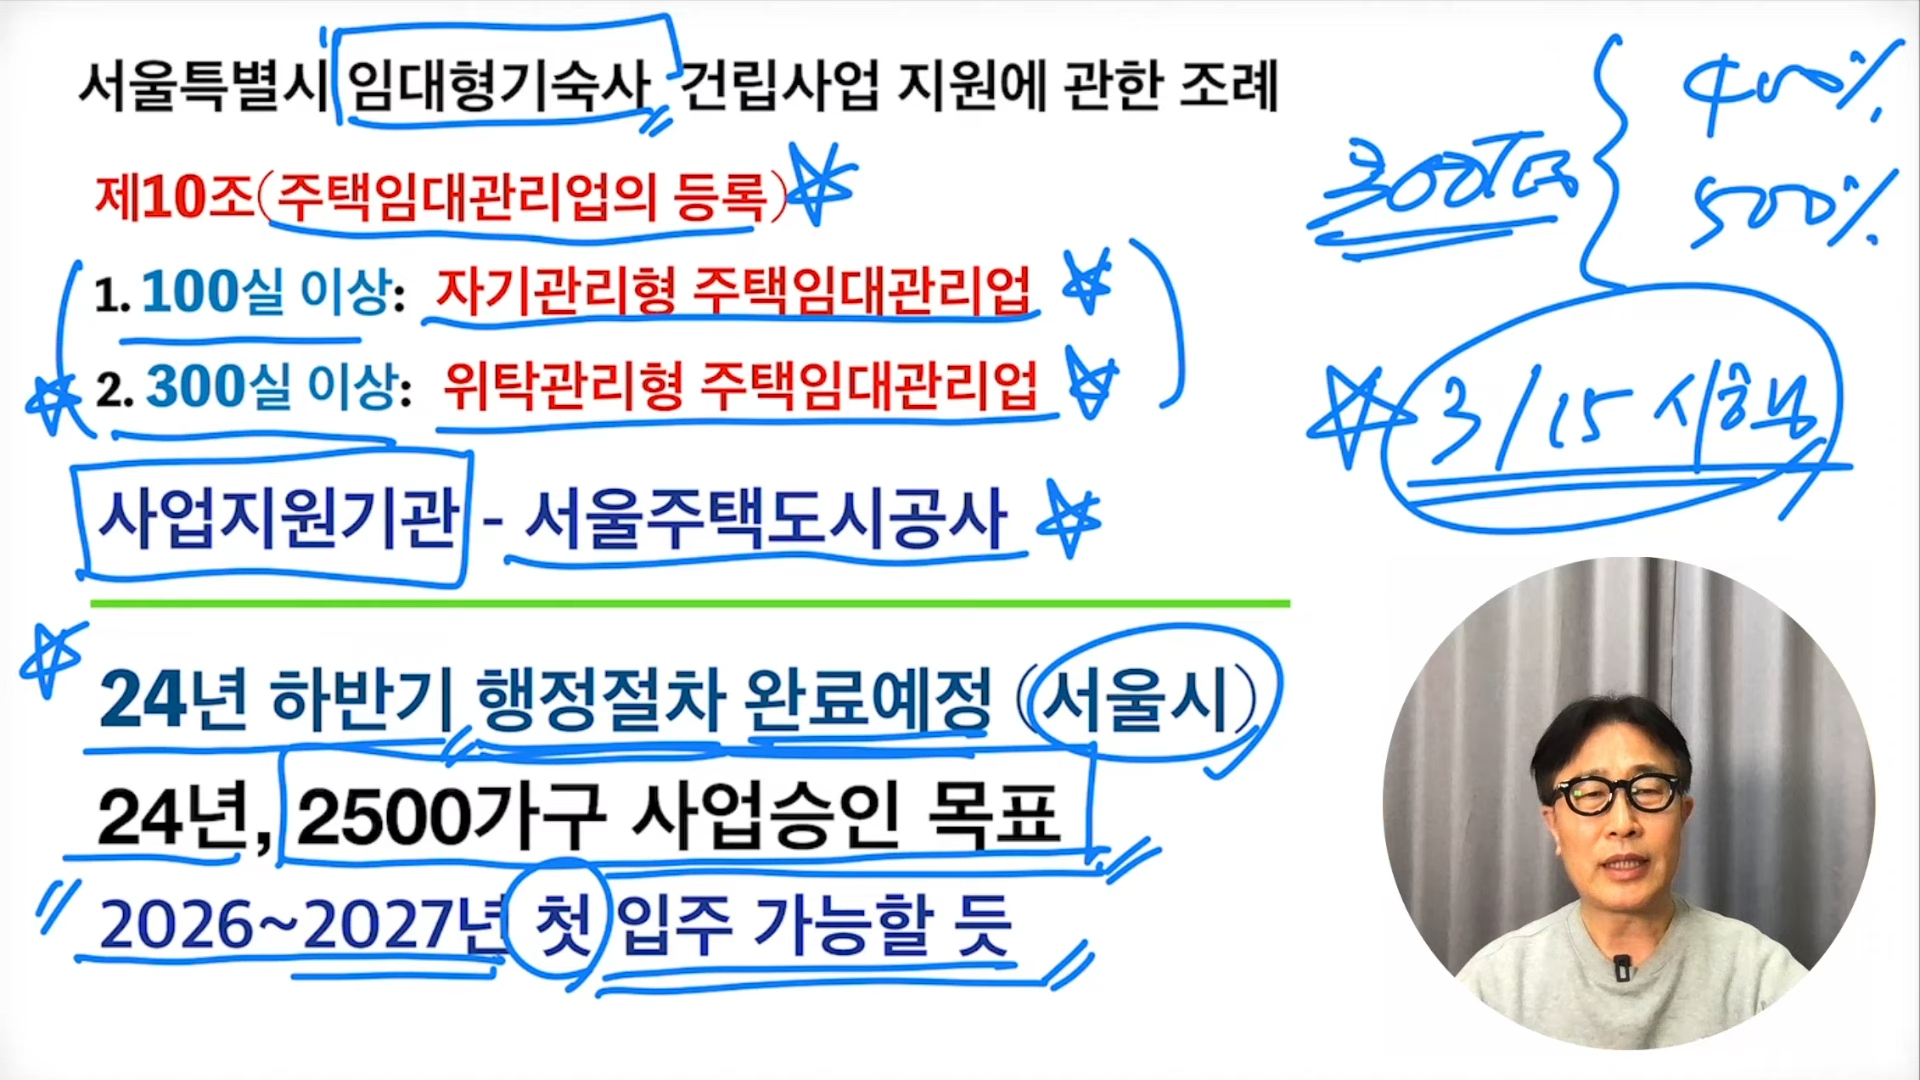 서울특별시 임대형기숙사 건립사업 지원에 관한 조례
제10조(주택임대관리업의 등록)
1. 100실 이상: 자기관리형 주택임대관리업
2. 300실 이상: 위탁관리형 주택임대관리업
사업지원기관 - 서울주택도시공사
24년 하반기 행정절차 완료예정 (서울시)
24년, 2500가구 사업승인 목표
2026~2027년 첫 입주 가능할 듯
400%
500%
3/15 시행